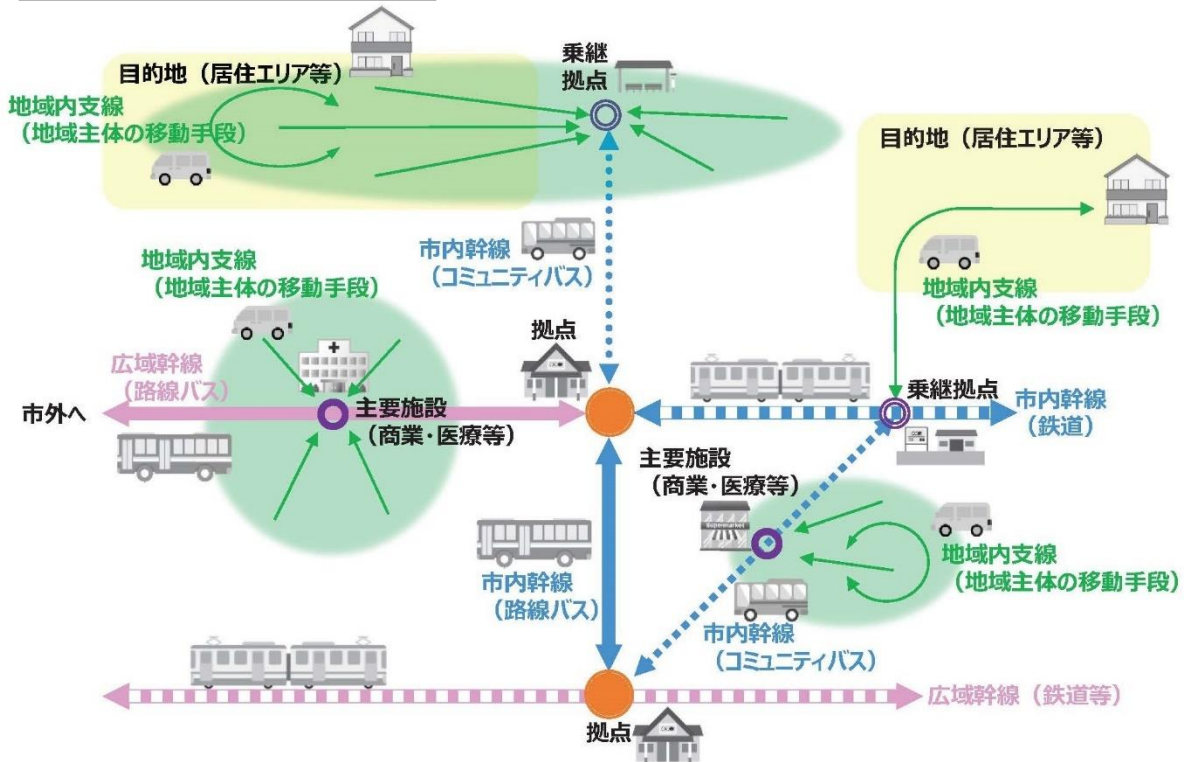 目的地（居住エリア等）
乗継
拠点
地域内支線
（地域主体の移動手段）
目的地（居住エリア等）
市内幹線
（コミュニティバス）
地域内支線
（地域主体の移動手段）
地域内支線
（地域主体の移動手段）
拠点
広域幹線
（路線バス）
市外へ
主要施設
（商業・医療等）
乗継拠点
市内幹線
（鉄道）
主要施設
（商業・医療等）
Supermarket
市内幹線
（路線バス）
地域内支線
（地域主体の移動手段）
市内幹線
（コミュニティバス）
広域幹線（鉄道等）
拠点